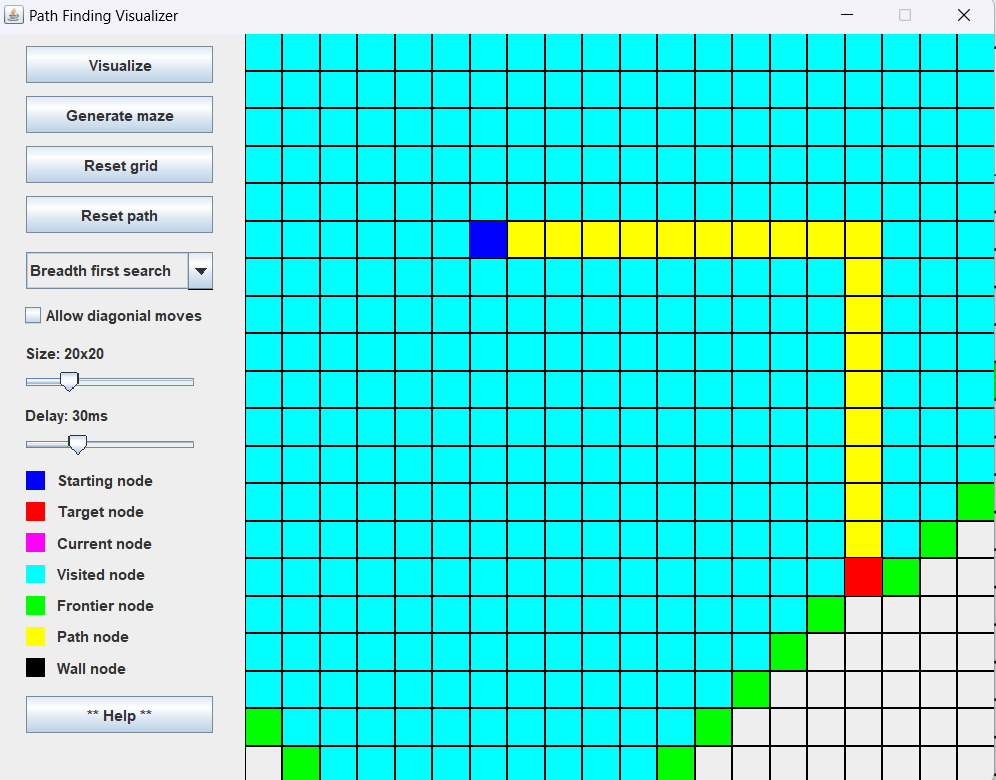 Path Finding Visualizer
Visualize
Generate maze
Reset grid
Reset path
Breadth first search
Allow diagonial moves
Size: 20x20
Delay: 30ms
Starting node
Target node
Current node
Visited node
Frontier node
Path node
Wall node
** Help **